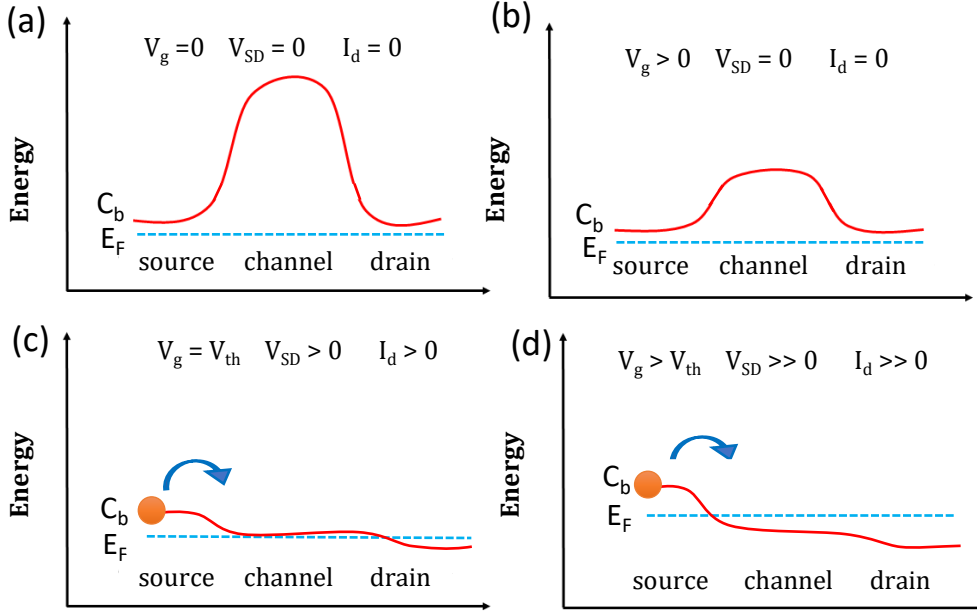 (a)
V_g =0 V_SD = 0 I_d = 0
Energy
C_b
E_F
source channel drain
(b)
V_g > 0 V_SD = 0 I_d = 0
Energy
C_b
E_F
source channel drain
(c)
V_g = V_th V_SD > 0 I_d > 0
Energy
C_b
E_F
source channel drain
(d)
V_g > V_th V_SD >> 0 I_d >> 0
Energy
C_b
E_F
source channel drain